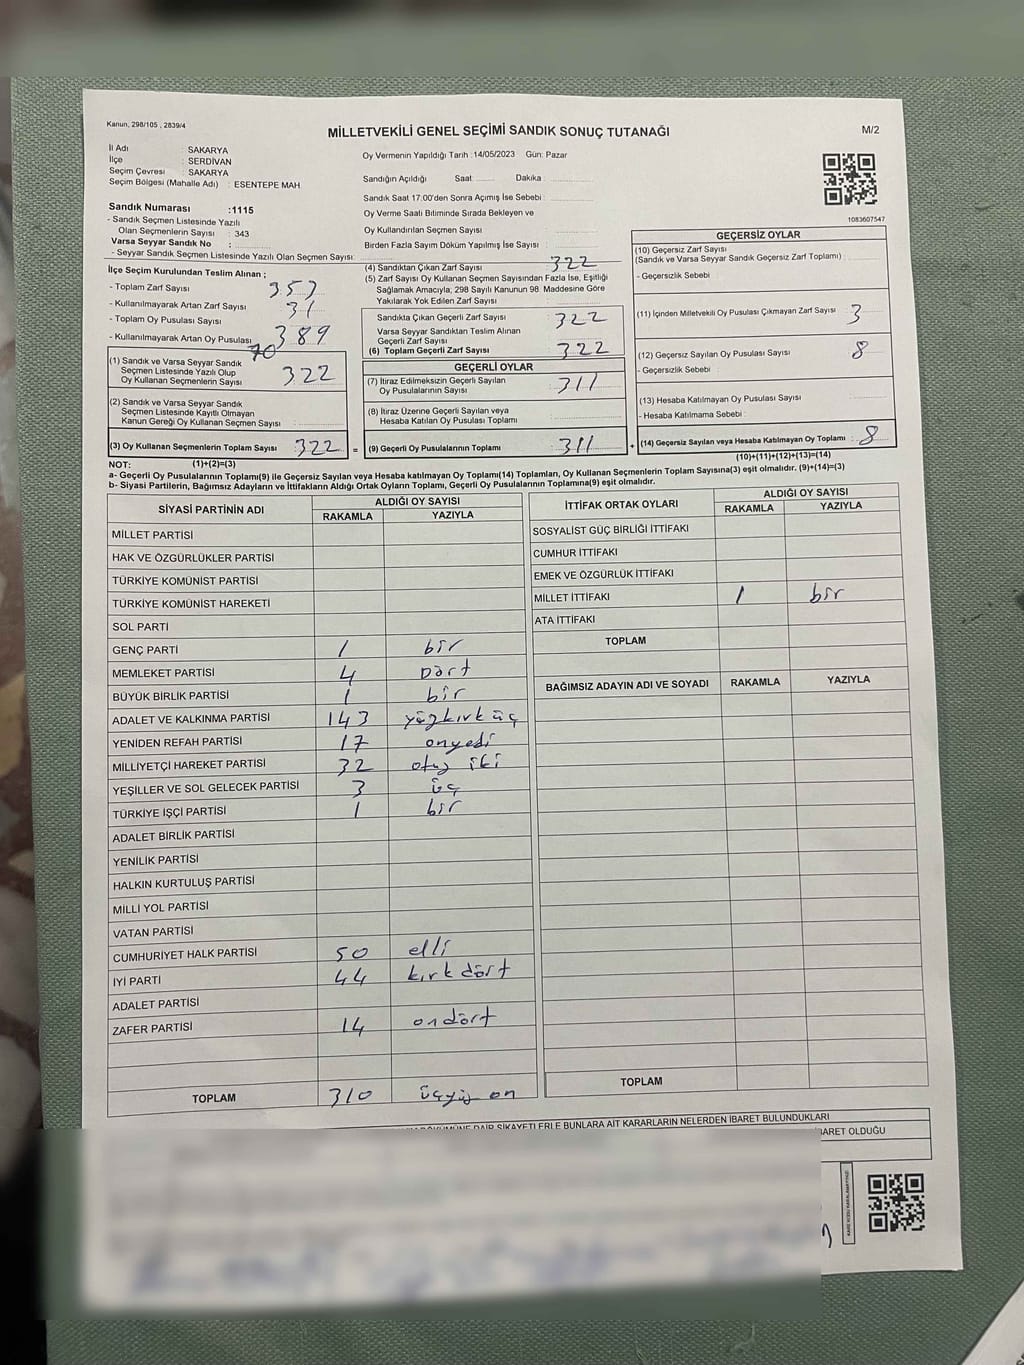 Kanun, 298/105 , 2839/4
MİLLETVEKİLİ GENEL SEÇİMİ SANDIK SONUÇ TUTANAĞI
M/2
İl Adı : SAKARYA
İlçe : SERDİVAN
Seçim Çevresi : SAKARYA
Seçim Bölgesi (Mahalle Adı) : ESENTEPE MAH.
Oy Vermenin Yapıldığı Tarih :14/05/2023 Gün: Pazar
Sandığın Açıldığı Saat: Dakika :
Sandık Saat 17:00'den Sonra Açımış İse Sebebi :
Oy Verme Saati Bitiminde Sırada Bekleyen ve
Oy Kullandırılan Seçmen Sayısı :
Birden Fazla Sayım Döküm Yapılmış İse Sayısı :
1083607547
Sandık Numarası :1115
- Sandık Seçmen Listesinde Yazılı
Olan Seçmenlerin Sayısı : 343
Varsa Seyyar Sandık No :
- Seyyar Sandık Seçmen Listesinde Yazılı Olan Seçmen Sayısı
İlçe Seçim Kurulundan Teslim Alınan ;
- Toplam Zarf Sayısı 353
- Kullanılmayarak Artan Zarf Sayısı 31
- Toplam Oy Pusulası Sayısı 389
- Kullanılmayarak Artan Oy Pusulası 70
(1) Sandık ve Varsa Seyyar Sandık
Seçmen Listesinde Yazılı Olup
Oy Kullanan Seçmenlerin Sayısı 322
(2) Sandık ve Varsa Seyyar Sandık
Seçmen Listesinde Kayıtlı Olmayan
Kanun Gereği Oy Kullanan Seçmen Sayısı :
(3) Oy Kullanan Seçmenlerin Toplam Sayısı 322
(4) Sandıktan Çıkan Zarf Sayısı 322
(5) Zarf Sayısı Oy Kullanan Seçmen Sayısından Fazla İse, Eşitliği
Sağlamak Amacıyla, 298 Sayılı Kanunun 98. Maddesine Göre
Yakılarak Yok Edilen Zarf Sayısı
Sandıkta Çıkan Geçerli Zarf Sayısı : 322
Varsa Seyyar Sandıktan Teslim Alınan
Geçerli Zarf Sayısı
(6) Toplam Geçerli Zarf Sayısı 322
GEÇERLİ OYLAR
(7) İtiraz Edilmeksizin Geçerli Sayılan
Oy Pusulalarının Sayısı : 311
(8) İtiraz Üzerine Geçerli Sayılan veya
Hesaba Katılan Oy Pusulası Toplamı
= (9) Geçerli Oy Pusulalarının Toplamı 311 +
GEÇERSİZ OYLAR
(10) Geçersiz Zarf Sayısı
(Sandık ve Varsa Seyyar Sandık Geçersiz Zarf Toplamı) :
- Geçersizlik Sebebi :
(11) İçinden Milletvekili Oy Pusulası Çıkmayan Zarf Sayısı 3
(12) Geçersiz Sayılan Oy Pusulası Sayısı 8
- Geçersizlik Sebebi :
(13) Hesaba Katılmayan Oy Pusulası Sayısı
- Hesaba Katılmama Sebebi :
(14) Geçersiz Sayılan veya Hesaba Katılmayan Oy Toplamı : 8
(10)+(11)+(12)+(13)=(14)
NOT: (1)+(2)=(3)
a- Geçerli Oy Pusulalarının Toplamı(9) ile Geçersiz Sayılan veya Hesaba katılmayan Oy Toplamı(14) Toplamları, Oy Kullanan Seçmenlerin Toplam Sayısına(3) eşit olmalıdır. (9)+(14)=(3)
b- Siyasi Partilerin, Bağımsız Adayların ve İttifakların Aldığı Ortak Oyların Toplamı, Geçerli Oy Pusulalarının Toplamına(9) eşit olmalıdır.
SİYASİ PARTİNİN ADI ALDIĞI OY SAYISI
RAKAMLA YAZIYLA
MİLLET PARTİSİ
HAK VE ÖZGÜRLÜKLER PARTİSİ
TÜRKİYE KOMÜNİST PARTİSİ
TÜRKİYE KOMÜNİST HAREKETİ
SOL PARTİ
GENÇ PARTİ 1 bir
MEMLEKET PARTİSİ 4 Dört
BÜYÜK BİRLİK PARTİSİ 1 bir
ADALET VE KALKINMA PARTİSİ 143 yüzkırk üç
YENİDEN REFAH PARTİSİ 17 onyedi
MİLLİYETÇİ HAREKET PARTİSİ 32 otuz iki
YEŞİLLER VE SOL GELECEK PARTİSİ 3 üç
TÜRKİYE İŞÇİ PARTİSİ 1 bir
ADALET BİRLİK PARTİSİ
YENİLİK PARTİSİ
HALKIN KURTULUŞ PARTİSİ
MİLLİ YOL PARTİSİ
VATAN PARTİSİ
CUMHURİYET HALK PARTİSİ 50 elli
İYİ PARTİ 44 kırk dört
ADALET PARTİSİ
ZAFER PARTİSİ 14 ondört
TOPLAM 310 üçyüz on
İTTİFAK ORTAK OYLARI ALDIĞI OY SAYISI
RAKAMLA YAZIYLA
SOSYALİST GÜÇ BİRLİĞİ İTTİFAKI
CUMHUR İTTİFAKI
EMEK VE ÖZGÜRLÜK İTTİFAKI
MİLLET İTTİFAKI 1 bir
ATA İTTİFAKI
TOPLAM
BAĞIMSIZ ADAYIN ADI VE SOYADI RAKAMLA YAZIYLA
TOPLAM
DAİR ŞİKAYETLERLE BUNLARA AİT KARARLARIN NELERDEN İBARET BULUNDUKLARI
BARET OLDUĞU